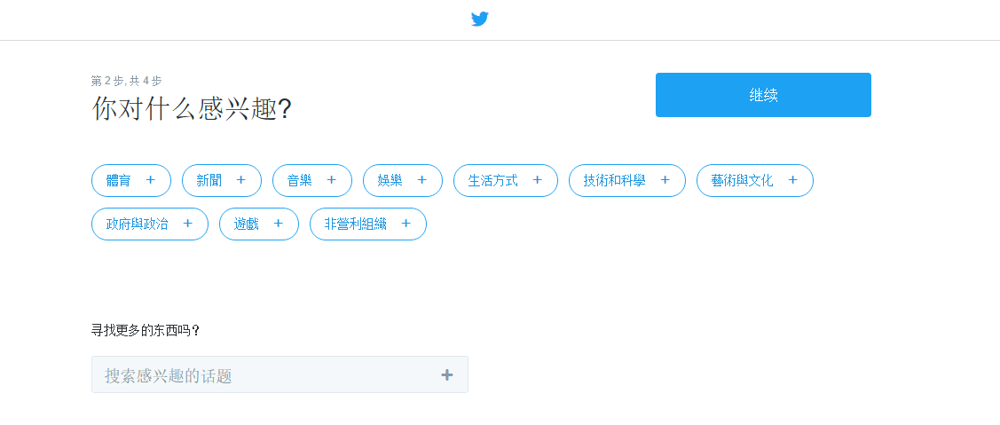 第 2 步, 共 4 步
你对什么感兴趣?
继续
體育 + 新聞 + 音樂 + 娛樂 + 生活方式 + 技術和科學 + 藝術與文化 +
政府與政治 + 遊戲 + 非營利組織 +
寻找更多的东西吗？
搜索感兴趣的话题 +